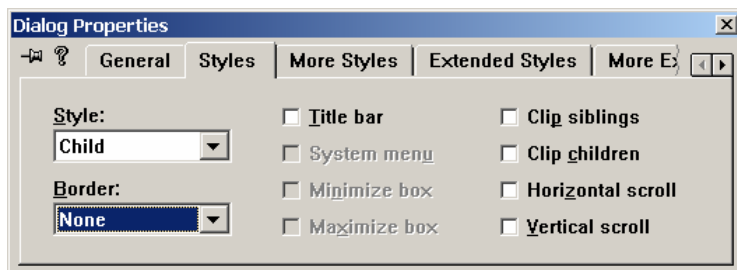 Dialog Properties
? General Styles More Styles Extended Styles More Ex
Style: Title bar Clip siblings
Child System menu Clip children
Border: Minimize box Horizontal scroll
None Maximize box Vertical scroll